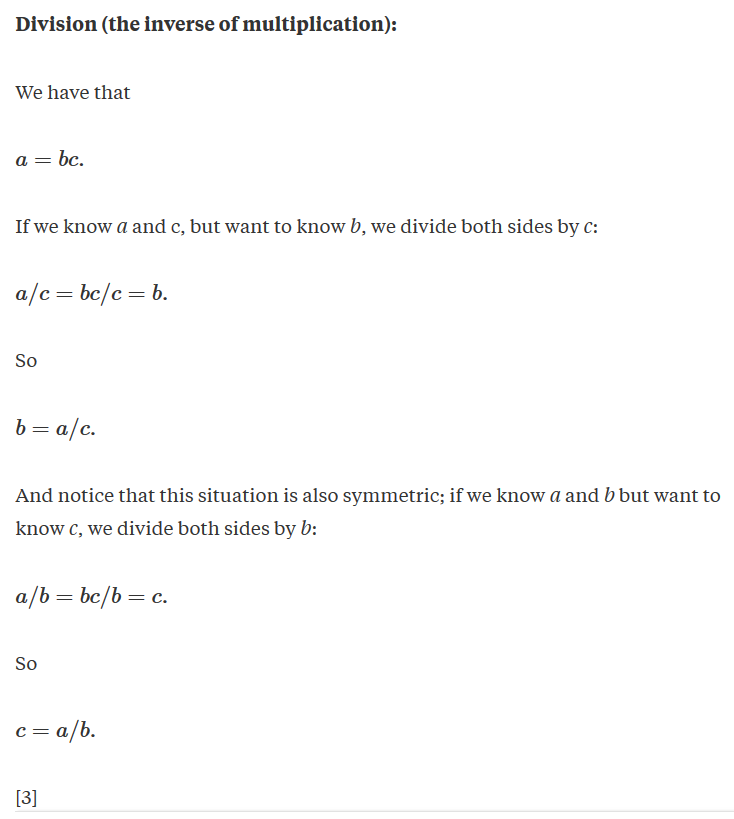 Division (the inverse of multiplication):
We have that
a = bc.
If we know a and c, but want to know b, we divide both sides by c:
a/c = bc/c = b.
So
b = a/c.
And notice that this situation is also symmetric; if we know a and b but want to
know c, we divide both sides by b:
a/b = bc/b = c.
So
c = a/b.
[3]